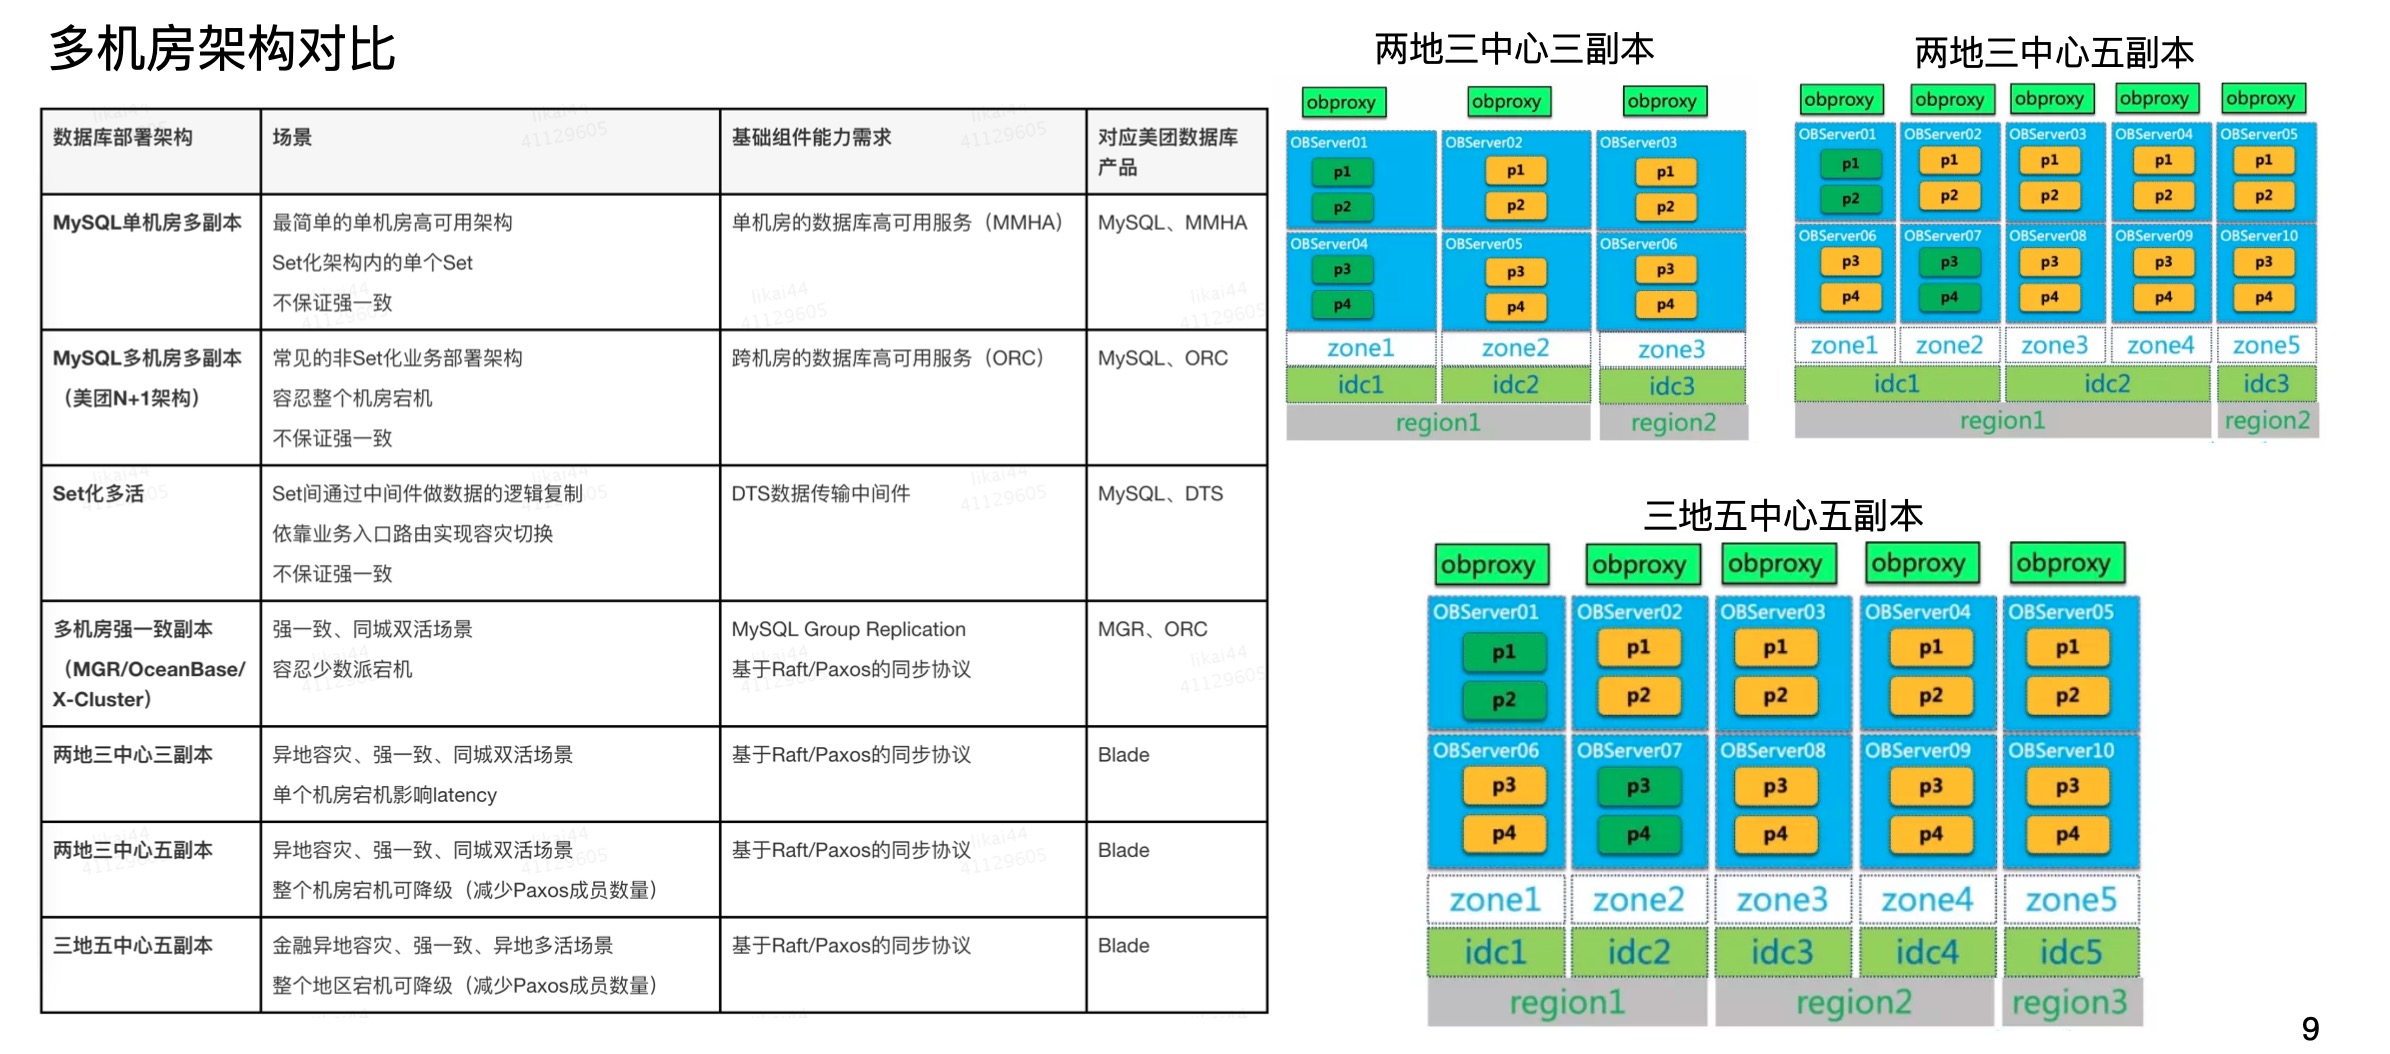 多机房架构对比
数据库部署架构
场景
基础组件能力需求
对应美团数据库
产品
MySQL单机房多副本
最简单的单机房高可用架构
Set化架构内的单个Set
不保证强一致
单机房的数据库高可用服务（MMHA）
MySQL、MMHA
MySQL多机房多副本
（美团N+1架构）
常见的非Set化业务部署架构
容忍整个机房宕机
不保证强一致
跨机房的数据库高可用服务（ORC）
MySQL、ORC
Set化多活
Set间通过中间件做数据的逻辑复制
依靠业务入口路由实现容灾切换
不保证强一致
DTS数据传输中间件
MySQL、DTS
多机房强一致副本
（MGR/OceanBase/
X-Cluster）
强一致、同城双活场景
容忍少数派宕机
MySQL Group Replication
基于Raft/Paxos的同步协议
MGR、ORC
两地三中心三副本
异地容灾、强一致、同城双活场景
单个机房宕机影响latency
基于Raft/Paxos的同步协议
Blade
两地三中心五副本
异地容灾、强一致、同城双活场景
整个机房宕机可降级（减少Paxos成员数量）
基于Raft/Paxos的同步协议
Blade
三地五中心五副本
金融异地容灾、强一致、异地多活场景
整个地区宕机可降级（减少Paxos成员数量）
基于Raft/Paxos的同步协议
Blade
likai44
41129605
两地三中心三副本
obproxy obproxy obproxy
OBServer01 OBServer02 OBServer03
p1 p1 p1
p2 p2 p2
OBServer04 OBServer05 OBServer06
p3 p3 p3
p4 p4 p4
zone1 zone2 zone3
idc1 idc2 idc3
region1 region2
两地三中心五副本
obproxy obproxy obproxy obproxy obproxy
OBServer01 OBServer02 OBServer03 OBServer04 OBServer05
p1 p1 p1 p1 p1
p2 p2 p2 p2 p2
OBServer06 OBServer07 OBServer08 OBServer09 OBServer10
p3 p3 p3 p3 p3
p4 p4 p4 p4 p4
zone1 zone2 zone3 zone4 zone5
idc1 idc2 idc3
region1 region2
三地五中心五副本
obproxy obproxy obproxy obproxy obproxy
OBServer01 OBServer02 OBServer03 OBServer04 OBServer05
p1 p1 p1 p1 p1
p2 p2 p2 p2 p2
OBServer06 OBServer07 OBServer08 OBServer09 OBServer10
p3 p3 p3 p3 p3
p4 p4 p4 p4 p4
zone1 zone2 zone3 zone4 zone5
idc1 idc2 idc3 idc4 idc5
region1 region2 region3
9